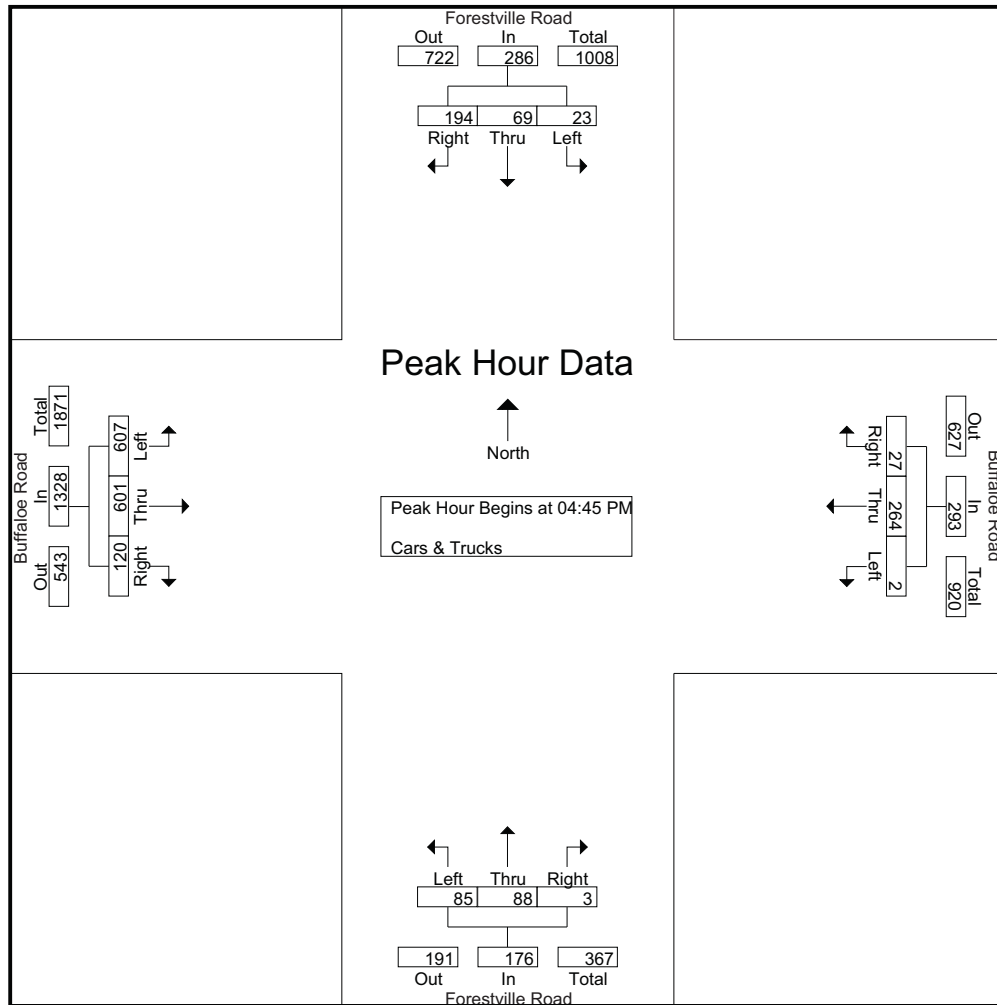 Forestville Road
Out In Total
722 286 1008
194 69 23
Right Thru Left
Peak Hour Data
North
Peak Hour Begins at 04:45 PM
Cars & Trucks
Buffaloe Road
Out In Total
543 1328 1871
120 601 607
Right Thru Left
Buffaloe Road
Out In Total
627 293 920
27 264 2
Right Thru Left
Left Thru Right
85 88 3
191 176 367
Out In Total
Forestville Road